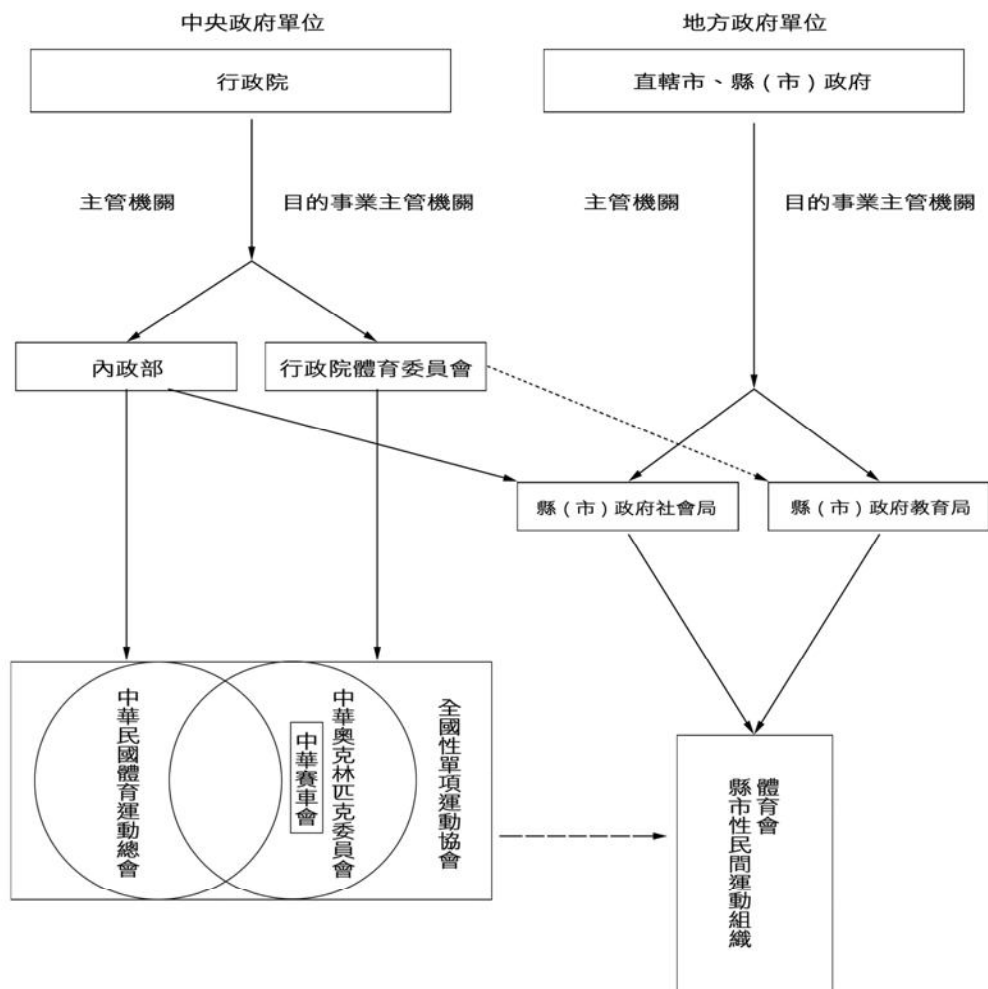 中央政府單位
地方政府單位
行政院
直轄市、縣（市）政府
主管機關
目的事業主管機關
主管機關
目的事業主管機關
內政部
行政院體育委員會
縣（市）政府社會局
縣（市）政府教育局
中華民國體育運動總會
中華賽車會
中華奧克林匹克委員會
全國性單項運動協會
體育會
縣市性民間運動組織